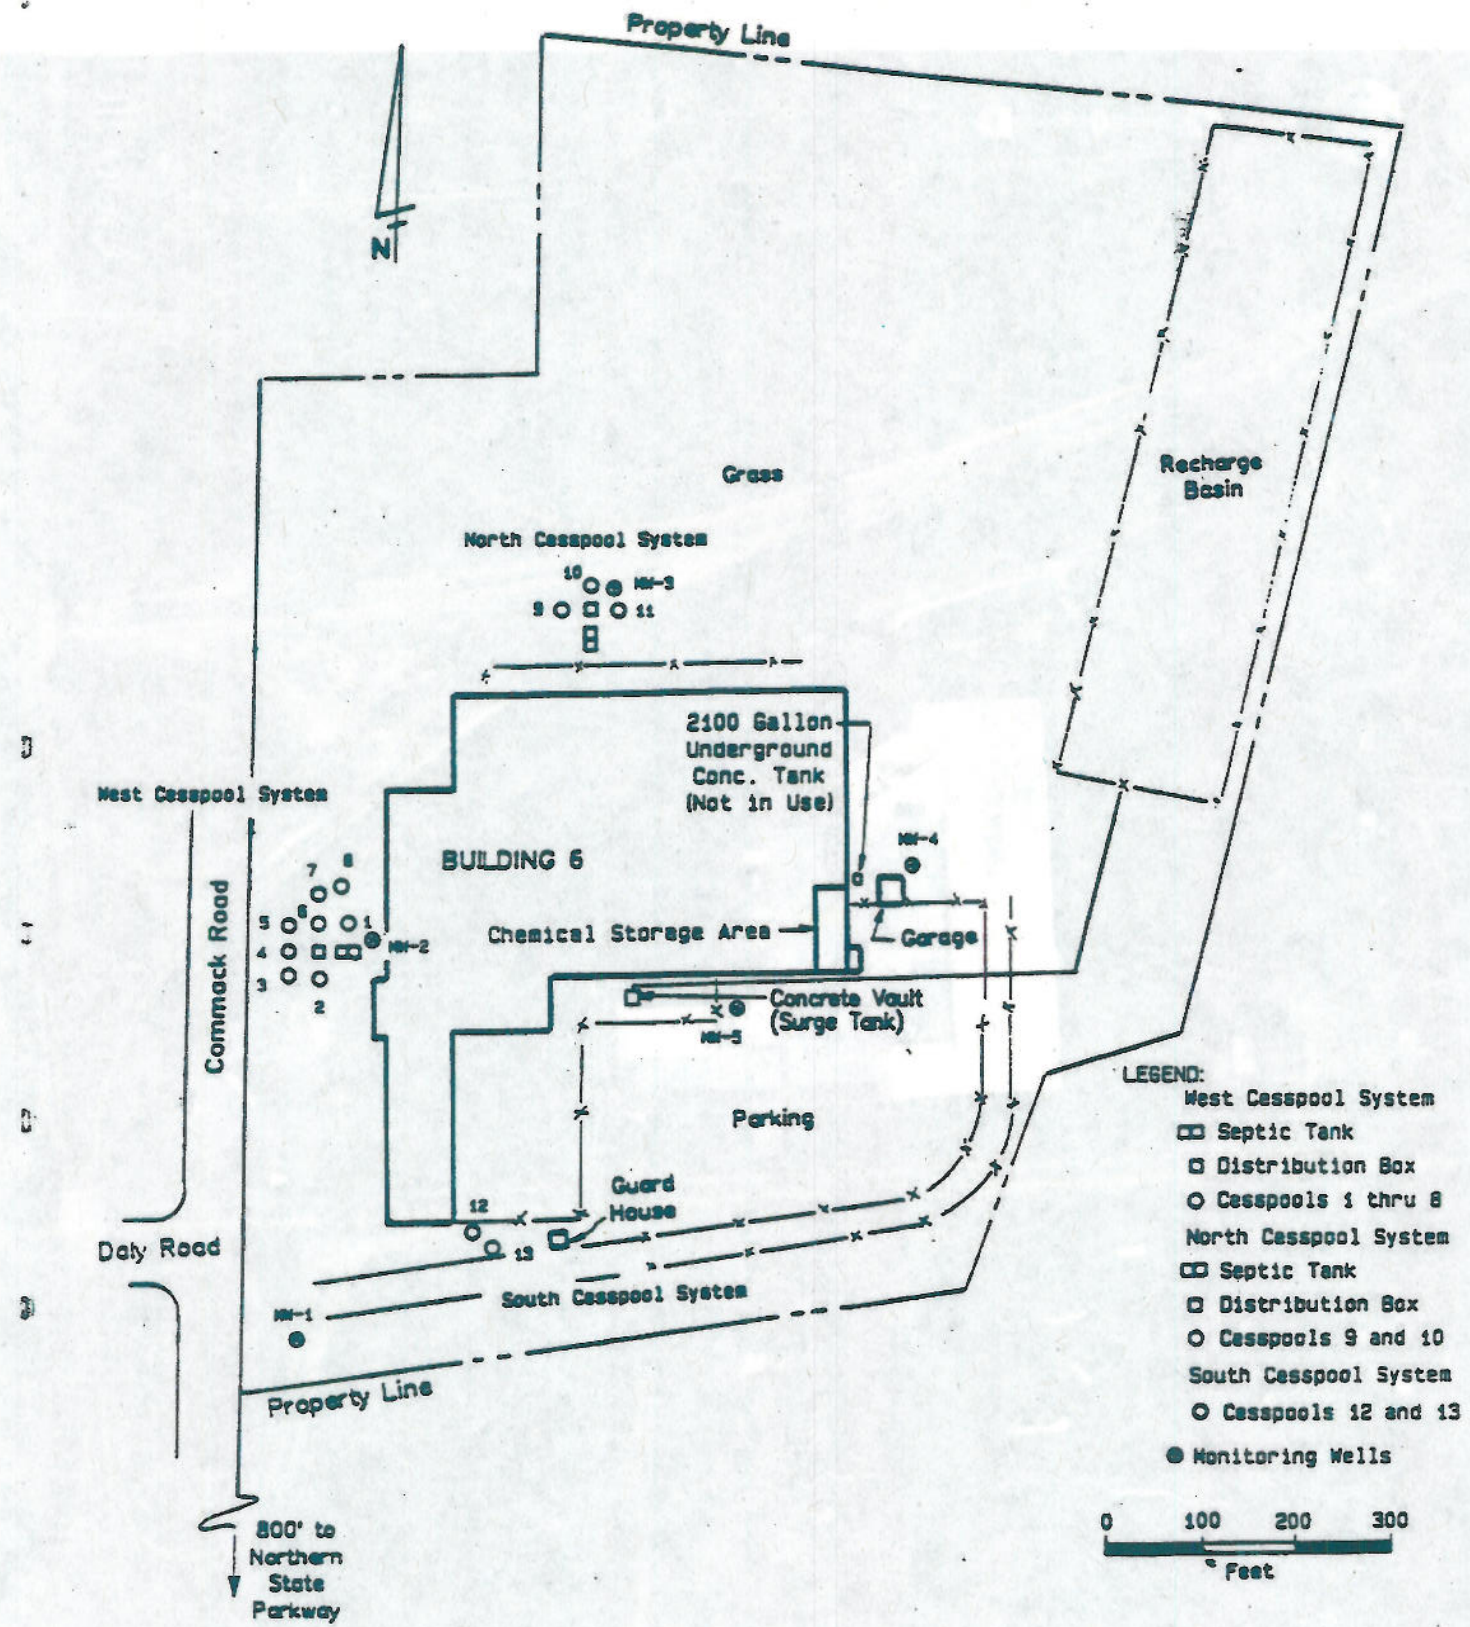 Property Line
N
Grass
Recharge
Basin
North Cesspool System
10
MW-3
9
11
2100 Gallon
Underground
Conc. Tank
(Not in Use)
West Cesspool System
MW-4
BUILDING 6
7
8
5
6
1
4
MW-2
3
2
Chemical Storage Area
Garage
Commack Road
Concrete Vault
(Surge Tank)
MW-5
Parking
Guard
House
12
13
Daly Road
South Cesspool System
MW-1
Property Line
800' to
Northern
State
Parkway
LEGEND:
West Cesspool System
Septic Tank
Distribution Box
Cesspools 1 thru 8
North Cesspool System
Septic Tank
Distribution Box
Cesspools 9 and 10
South Cesspool System
Cesspools 12 and 13
Monitoring Wells
0 100 200 300
Feet